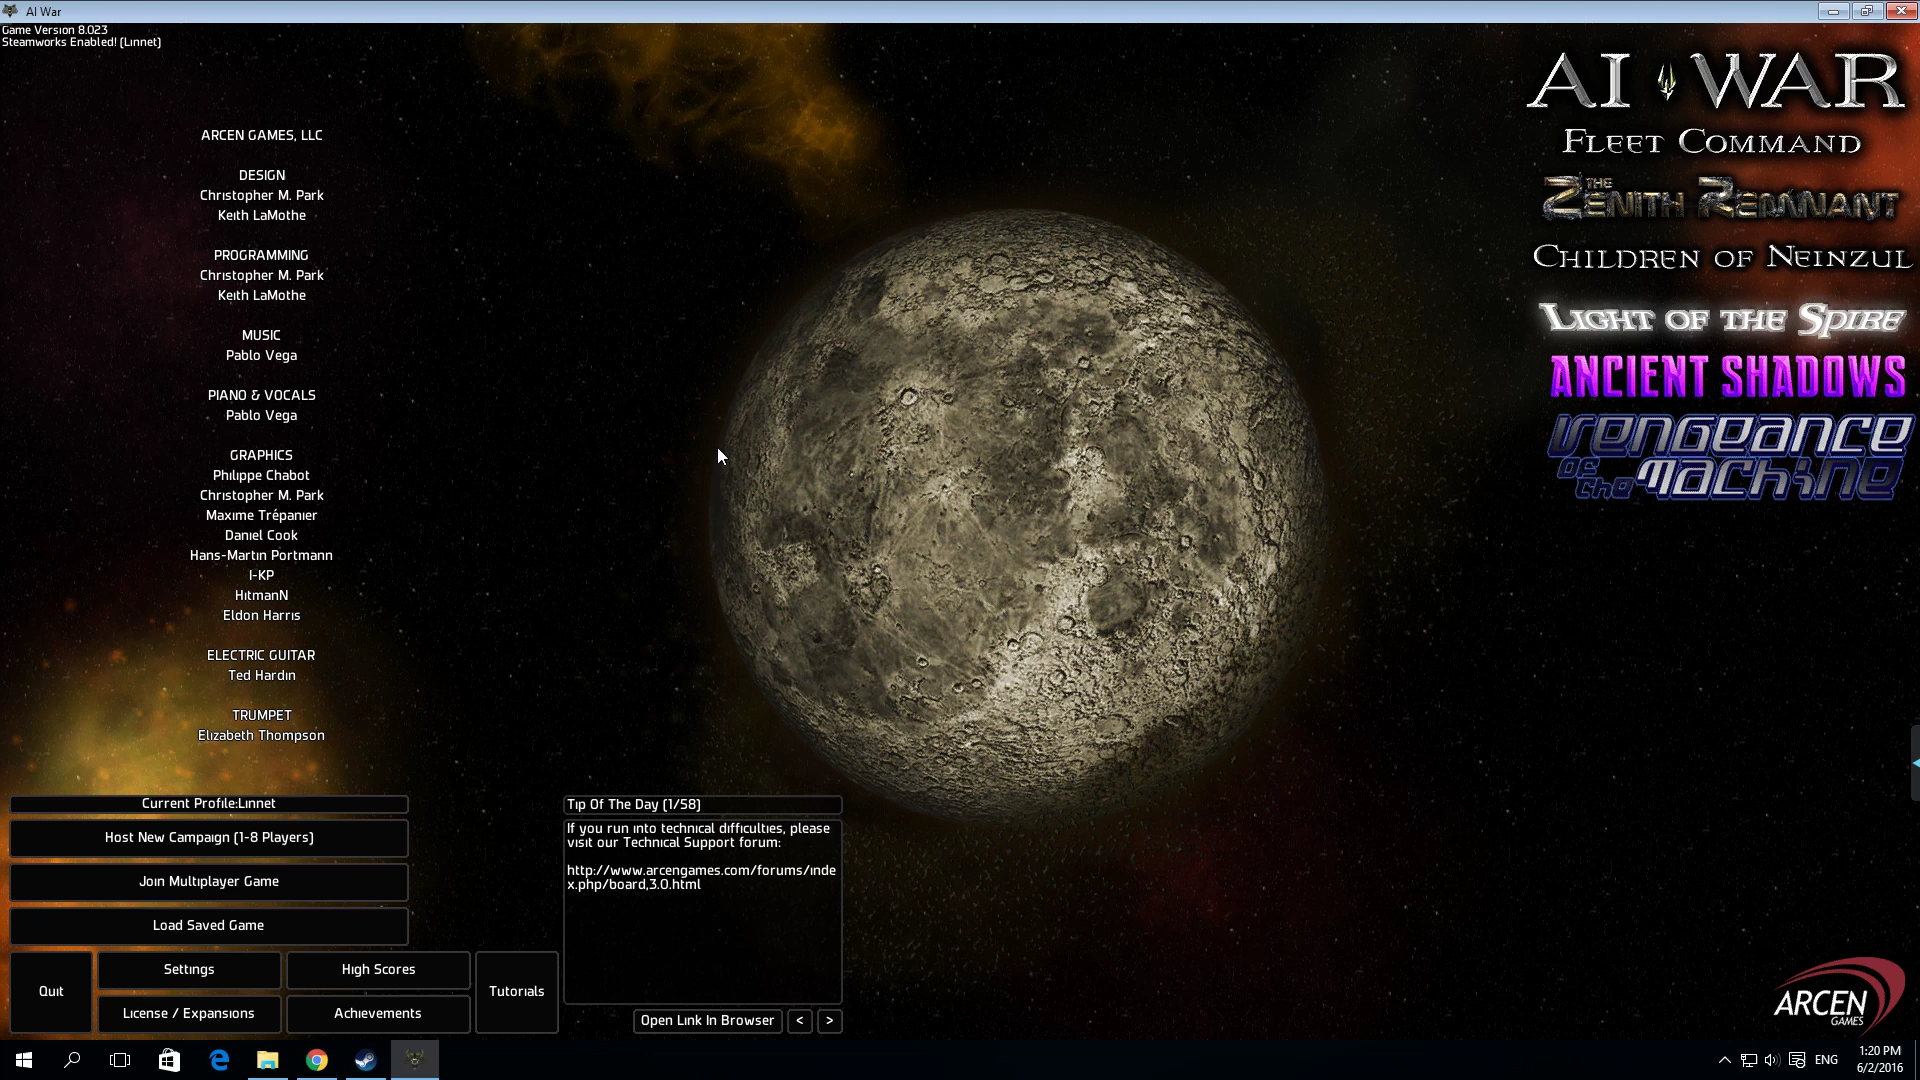 AI War
Game Version 8.023
Steamworks Enabled! (Linnet)
ARCEN GAMES, LLC
DESIGN
Christopher M. Park
Keith LaMothe
PROGRAMMING
Christopher M. Park
Keith LaMothe
MUSIC
Pablo Vega
PIANO & VOCALS
Pablo Vega
GRAPHICS
Philippe Chabot
Christopher M. Park
Maxime Trépanier
Daniel Cook
Hans-Martin Portmann
I-KP
HitmanN
Eldon Harris
ELECTRIC GUITAR
Ted Hardin
TRUMPET
Elizabeth Thompson
AI WAR
FLEET COMMAND
THE ZENITH REMNANT
CHILDREN OF NEINZUL
LIGHT OF THE SPIRE
ANCIENT SHADOWS
VENGEANCE
OF THE MACHINE
Current Profile:Linnet
Host New Campaign (1-8 Players)
Join Multiplayer Game
Load Saved Game
Quit
Settings
High Scores
License / Expansions
Achievements
Tutorials
Tip Of The Day (1/58)
If you run into technical difficulties, please
visit our Technical Support forum:
http://www.arcengames.com/forums/inde
x.php/board,3.0.html
Open Link In Browser
<
>
ARCEN
GAMES
ENG
1:20 PM
6/2/2016